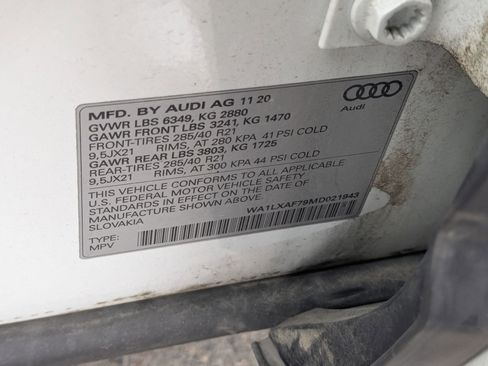 MFD. BY AUDI AG 11 20
GVWR LBS 6349, KG 2880
GAWR FRONT LBS 3241, KG 1470
FRONT-TIRES 285/40 R21
9,5JX21 RIMS, AT 280 KPA 41 PSI COLD
GAWR REAR LBS 3803, KG 1725
REAR-TIRES 285/40 R21
9,5JX21 RIMS, AT 300 KPA 44 PSI COLD
THIS VEHICLE CONFORMS TO ALL APPLICABLE
U.S. FEDERAL MOTOR VEHICLE SAFETY
STANDARDS IN EFFECT ON THE DATE OF
MANUFACTURE SHOWN ABOVE.
SLOVAKIA
WA1LXAF79MD021943
TYPE:
MPV
Audi